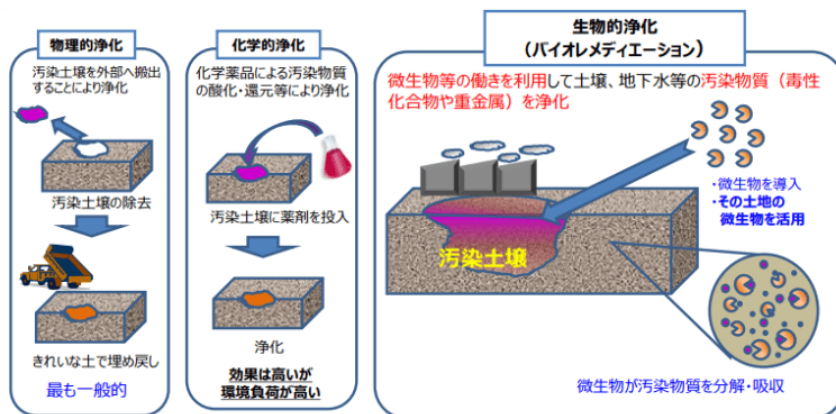 物理的浄化
汚染土壌を外部へ搬出
することにより浄化
汚染土壌の除去
きれいな土で埋め戻し
最も一般的
化学的浄化
化学薬品による汚染物質
の酸化・還元等により浄化
汚染土壌に薬剤を投入
浄化
効果は高いが
環境負荷が高い
生物的浄化
（バイオレメディエーション）
微生物等の働きを利用して土壌、地下水等の汚染物質（毒性
化合物や重金属）を浄化
・微生物を導入
・その土地の
微生物を活用
汚染土壌
微生物が汚染物質を分解・吸収